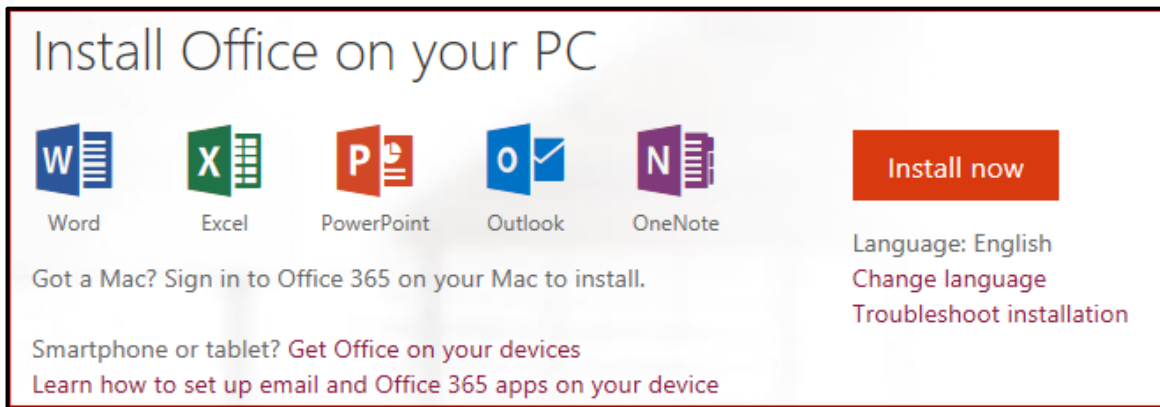 Install Office on your PC
W
X
P
O
N
Word
Excel
PowerPoint
Outlook
OneNote
Got a Mac? Sign in to Office 365 on your Mac to install.
Smartphone or tablet? Get Office on your devices
Learn how to set up email and Office 365 apps on your device
Install now
Language: English
Change language
Troubleshoot installation